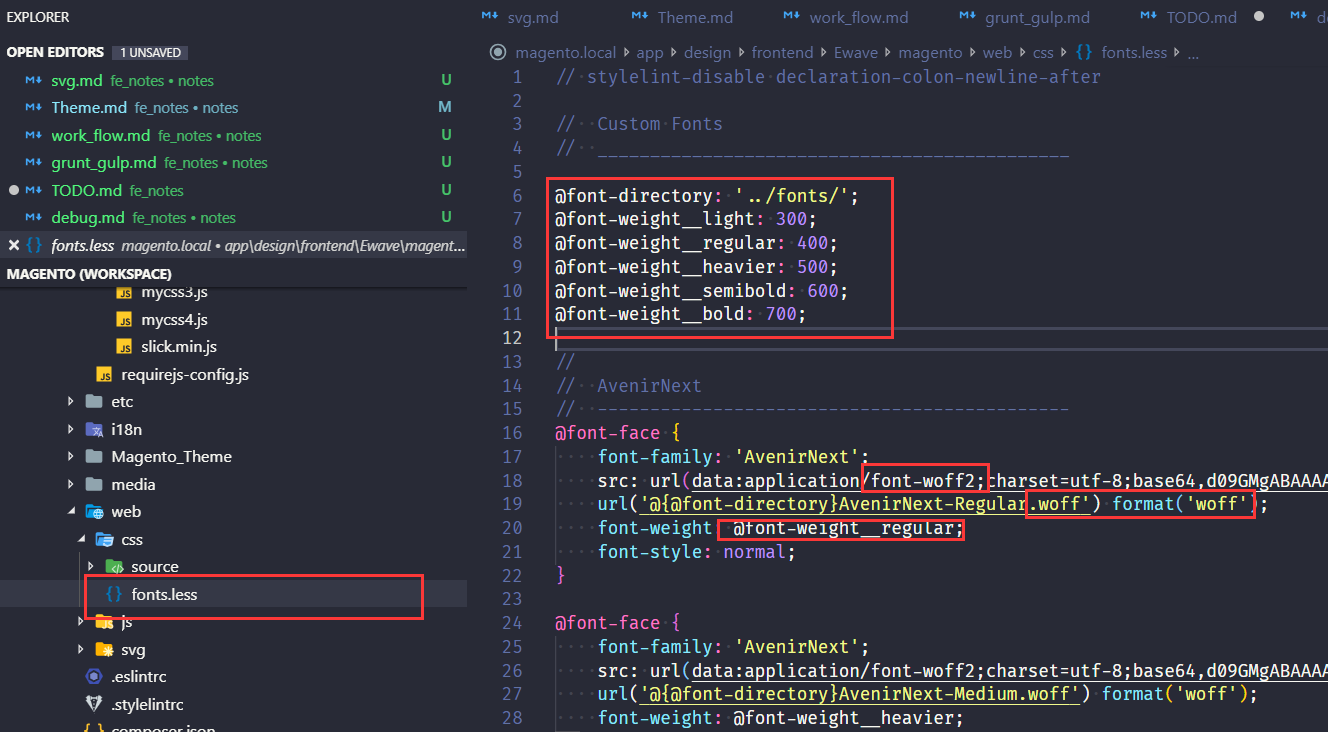 EXPLORER
OPEN EDITORS 1 UNSAVED
svg.md fe_notes • notes U
Theme.md fe_notes • notes M
work_flow.md fe_notes • notes U
grunt_gulp.md fe_notes • notes U
TODO.md fe_notes U
debug.md fe_notes • notes U
fonts.less magento.local • app\design\frontend\Ewave\magent...
MAGENTO (WORKSPACE)
mycss3.js
mycss4.js
slick.min.js
requirejs-config.js
etc
i18n
Magento_Theme
media
web
css
source
fonts.less
js
svg
.eslintrc
.stylelintrc
composer.json
svg.md Theme.md work_flow.md grunt_gulp.md TODO.md
magento.local app design frontend Ewave magento web css {} fonts.less ...
1 // stylelint-disable declaration-colon-newline-after
2
3 // Custom Fonts
4 // _____________________________________________
5
6 @font-directory: '../fonts/';
7 @font-weight__light: 300;
8 @font-weight__regular: 400;
9 @font-weight__heavier: 500;
10 @font-weight__semibold: 600;
11 @font-weight__bold: 700;
12
13 //
14 // AvenirNext
15 // ---------------------------------------------
16 @font-face {
17 font-family: 'AvenirNext';
18 src: url(data:application/font-woff2;charset=utf-8;base64,d09GMgABAAAA
19 url('@{@font-directory}AvenirNext-Regular.woff') format('woff');
20 font-weight @font-weight__regular;
21 font-style: normal;
22 }
23
24 @font-face {
25 font-family: 'AvenirNext';
26 src: url(data:application/font-woff2;charset=utf-8;base64,d09GMgABAAAA
27 url('@{@font-directory}AvenirNext-Medium.woff') format('woff');
28 font-weight: @font-weight__heavier;